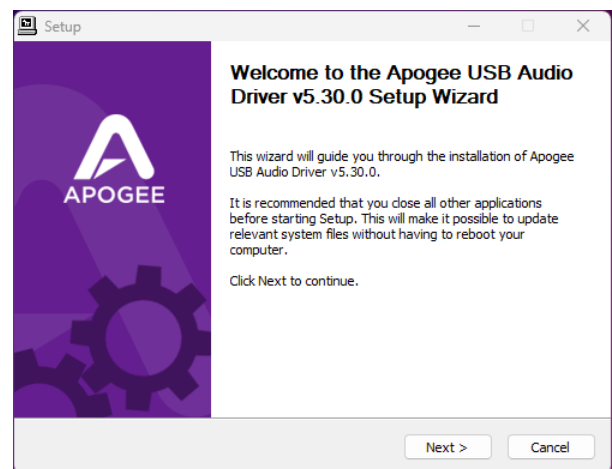 Setup
Welcome to the Apogee USB Audio
Driver v5.30.0 Setup Wizard
APOGEE
This wizard will guide you through the installation of Apogee
USB Audio Driver v5.30.0.
It is recommended that you close all other applications
before starting Setup. This will make it possible to update
relevant system files without having to reboot your
computer.
Click Next to continue.
Next >
Cancel